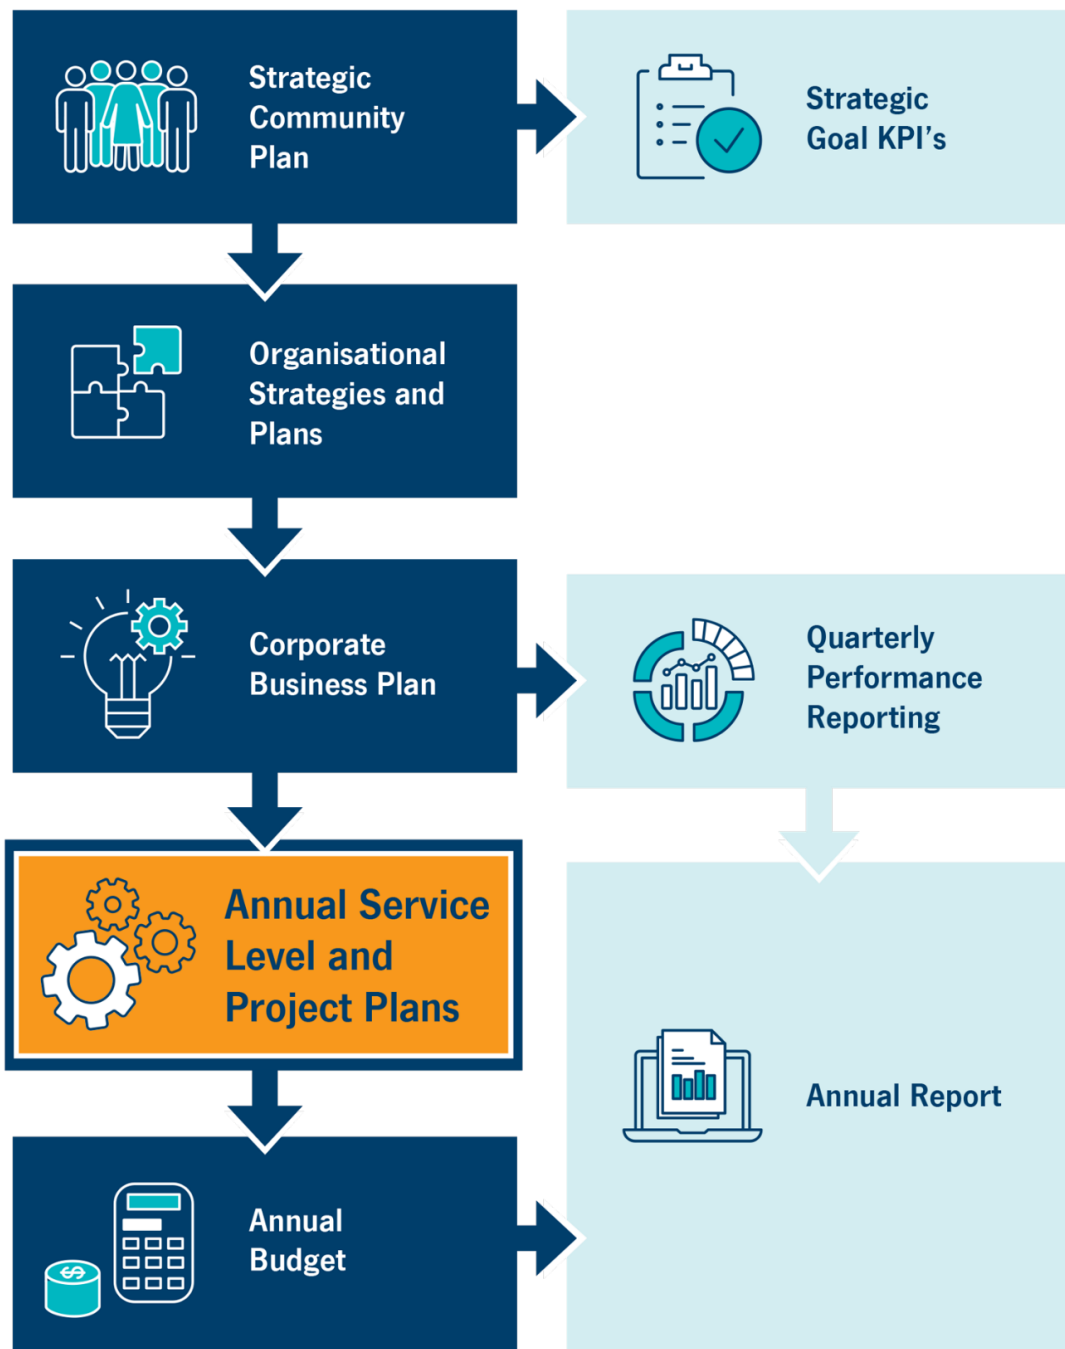 Strategic
Community
Plan
Strategic
Goal KPI's
Organisational
Strategies and
Plans
Corporate
Business Plan
Quarterly
Performance
Reporting
Annual Service
Level and
Project Plans
Annual Report
Annual
Budget
$